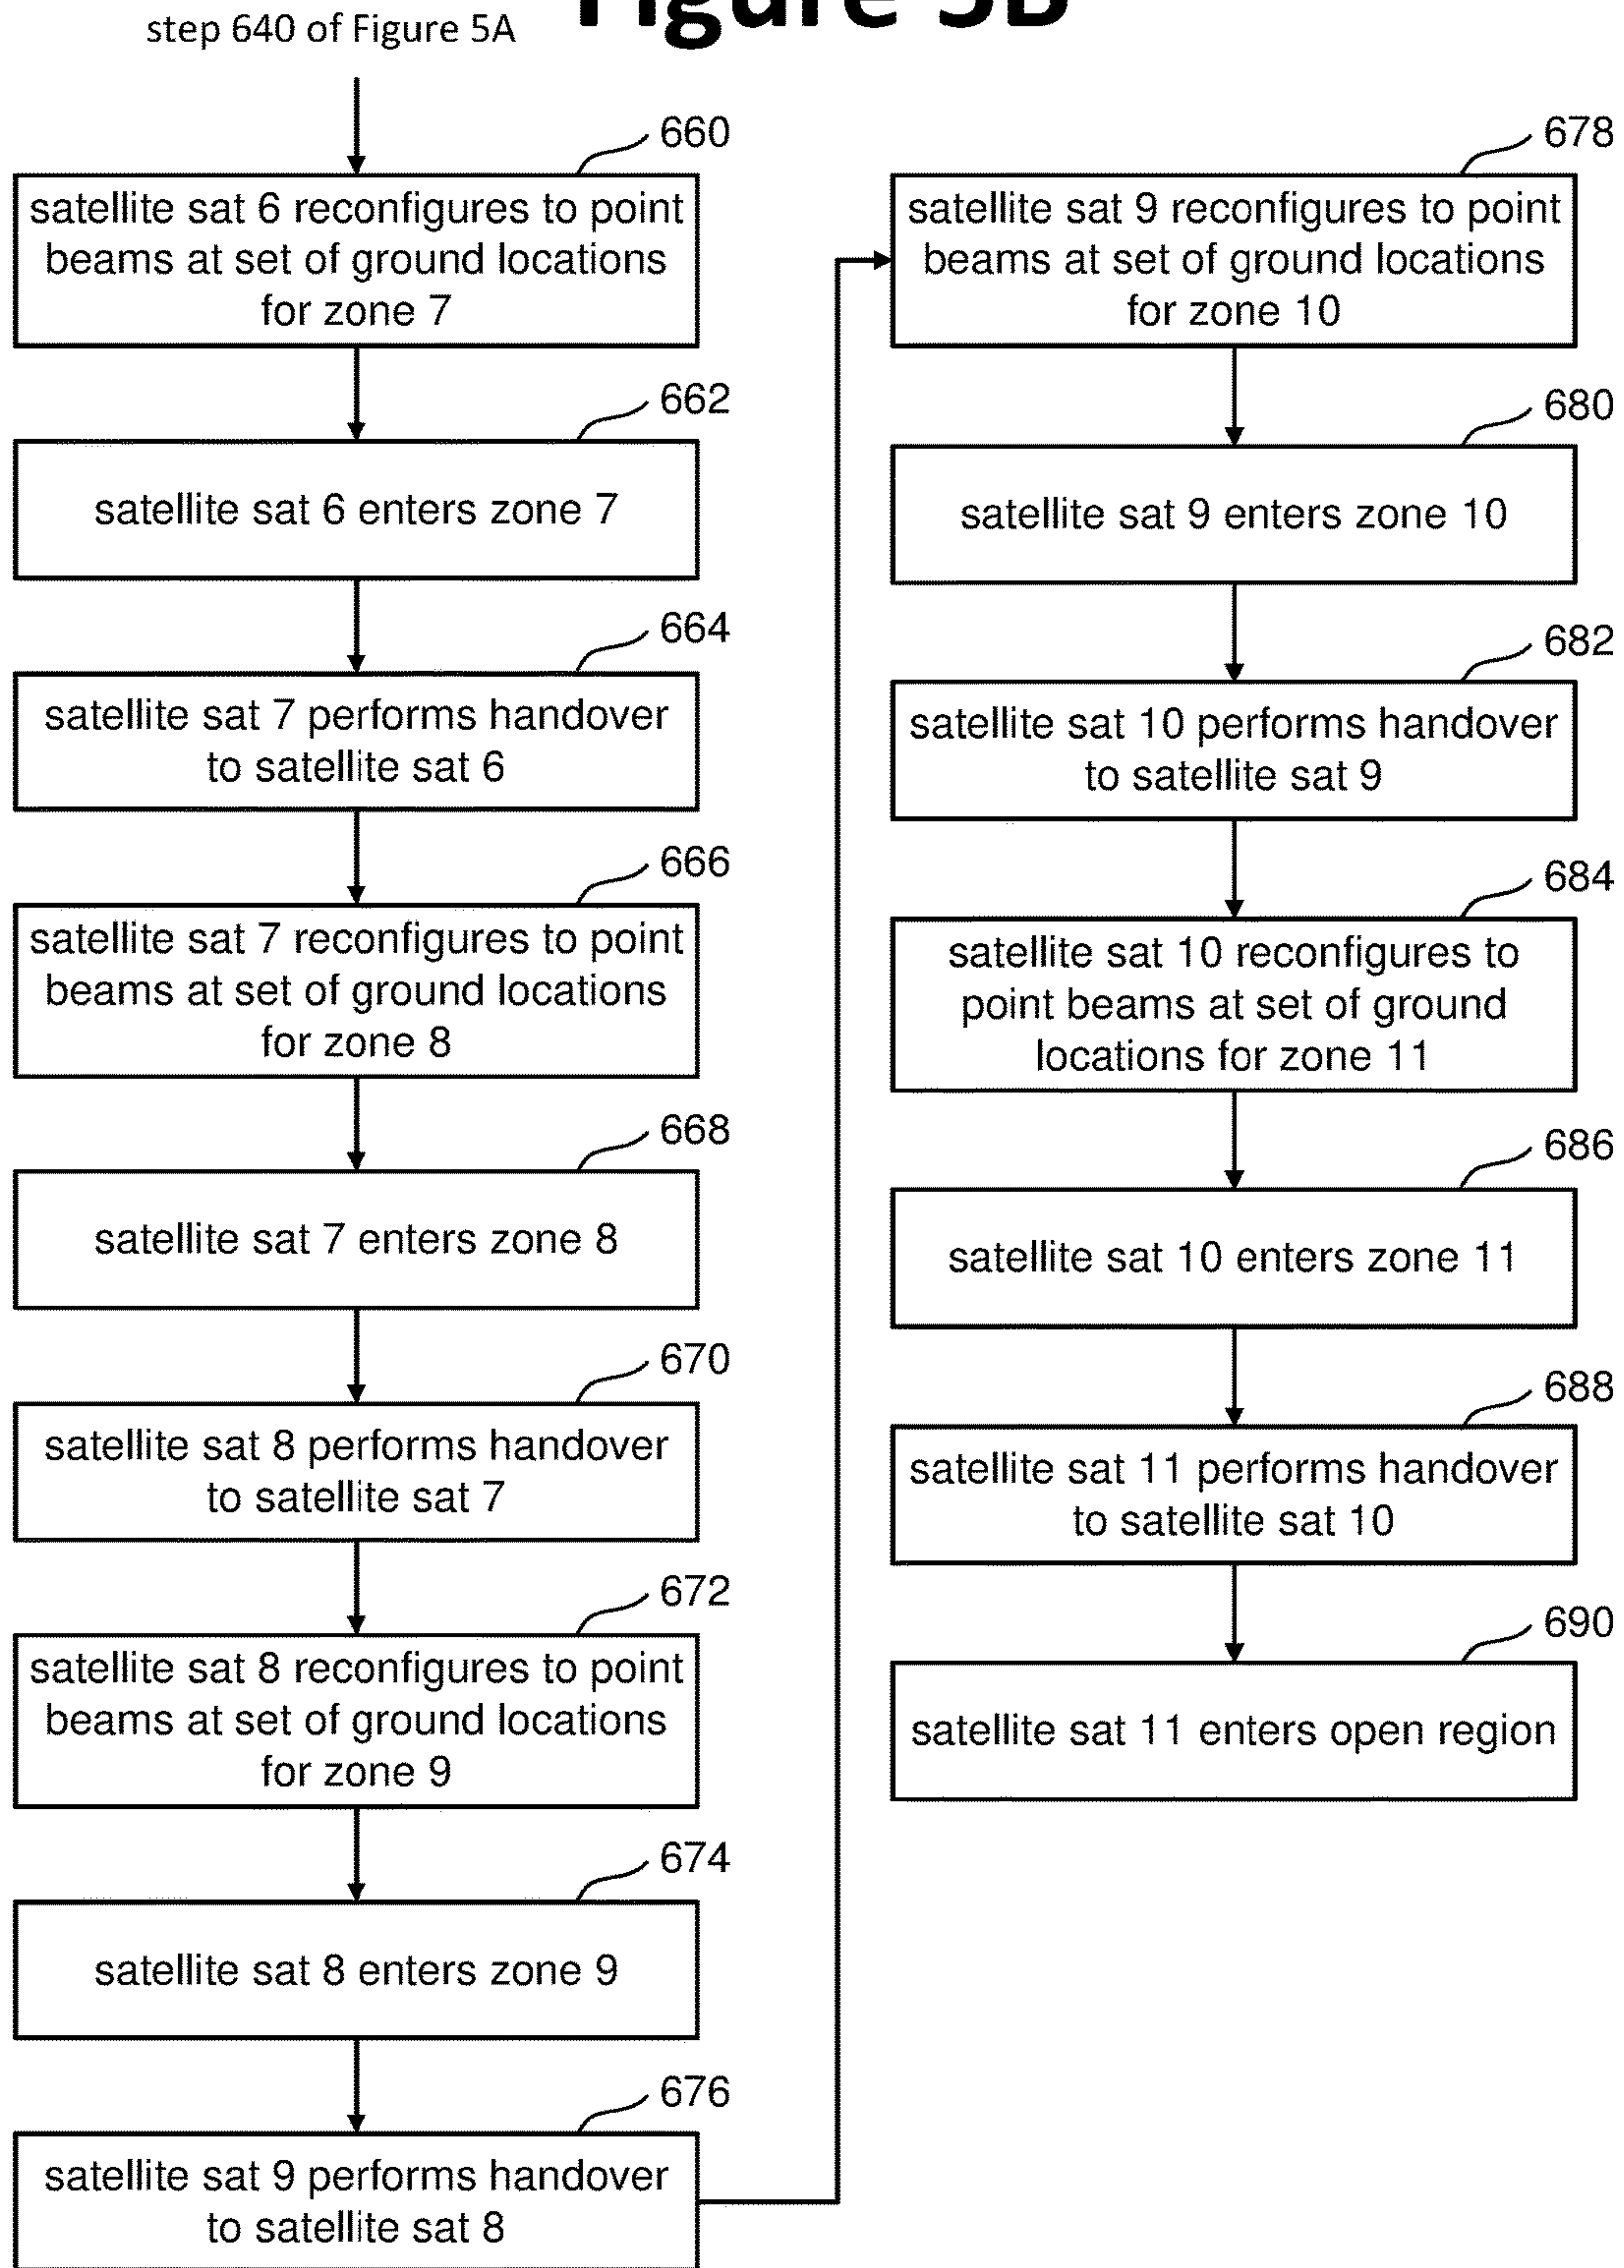 Figure 5B
step 640 of Figure 5A
660
satellite sat 6 reconfigures to point
beams at set of ground locations
for zone 7
662
satellite sat 6 enters zone 7
664
satellite sat 7 performs handover
to satellite sat 6
666
satellite sat 7 reconfigures to point
beams at set of ground locations
for zone 8
668
satellite sat 7 enters zone 8
670
satellite sat 8 performs handover
to satellite sat 7
672
satellite sat 8 reconfigures to point
beams at set of ground locations
for zone 9
674
satellite sat 8 enters zone 9
676
satellite sat 9 performs handover
to satellite sat 8
678
satellite sat 9 reconfigures to point
beams at set of ground locations
for zone 10
680
satellite sat 9 enters zone 10
682
satellite sat 10 performs handover
to satellite sat 9
684
satellite sat 10 reconfigures to
point beams at set of ground
locations for zone 11
686
satellite sat 10 enters zone 11
688
satellite sat 11 performs handover
to satellite sat 10
690
satellite sat 11 enters open region